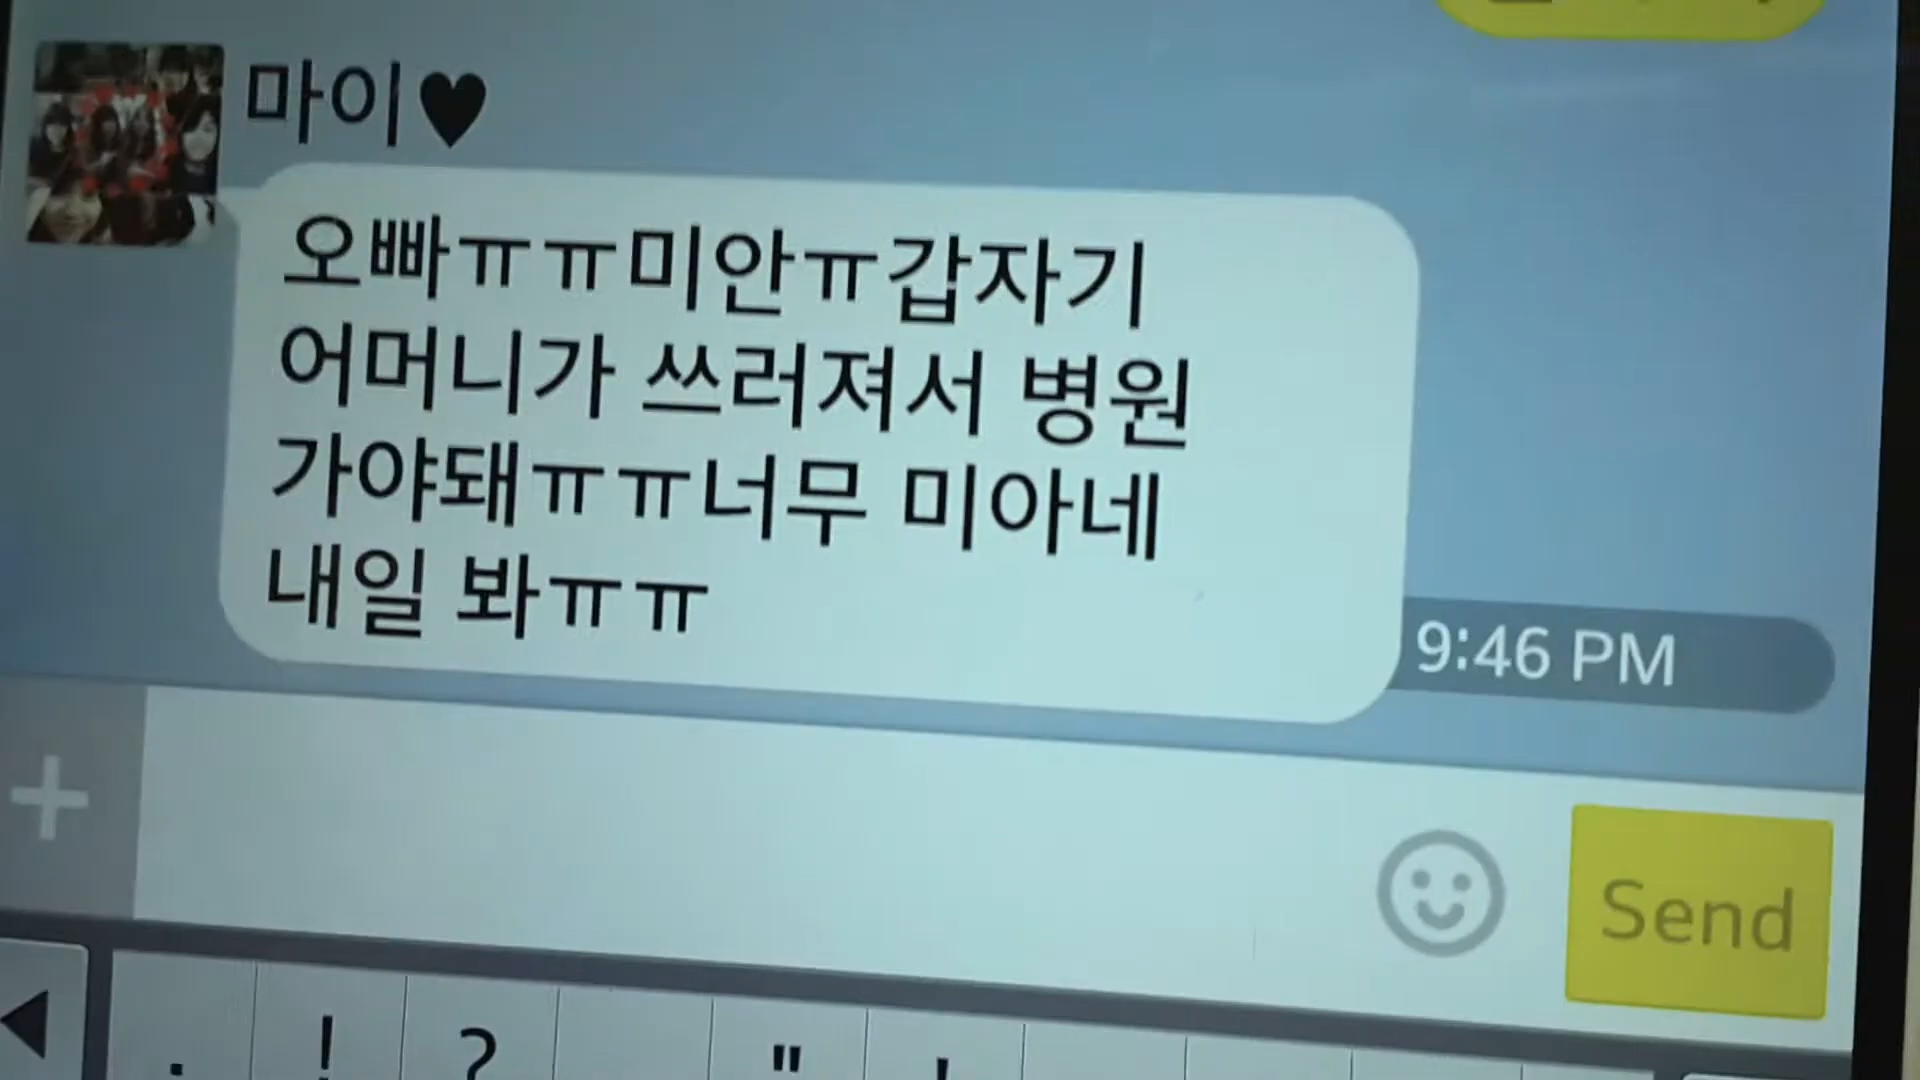 마이♥
오빠ㅠㅠ미안ㅠ갑자기
어머니가 쓰러져서 병원
가야돼ㅠㅠ너무 미아네
내일 봐ㅠㅠ
9:46 PM
+
Send
. ! ? "